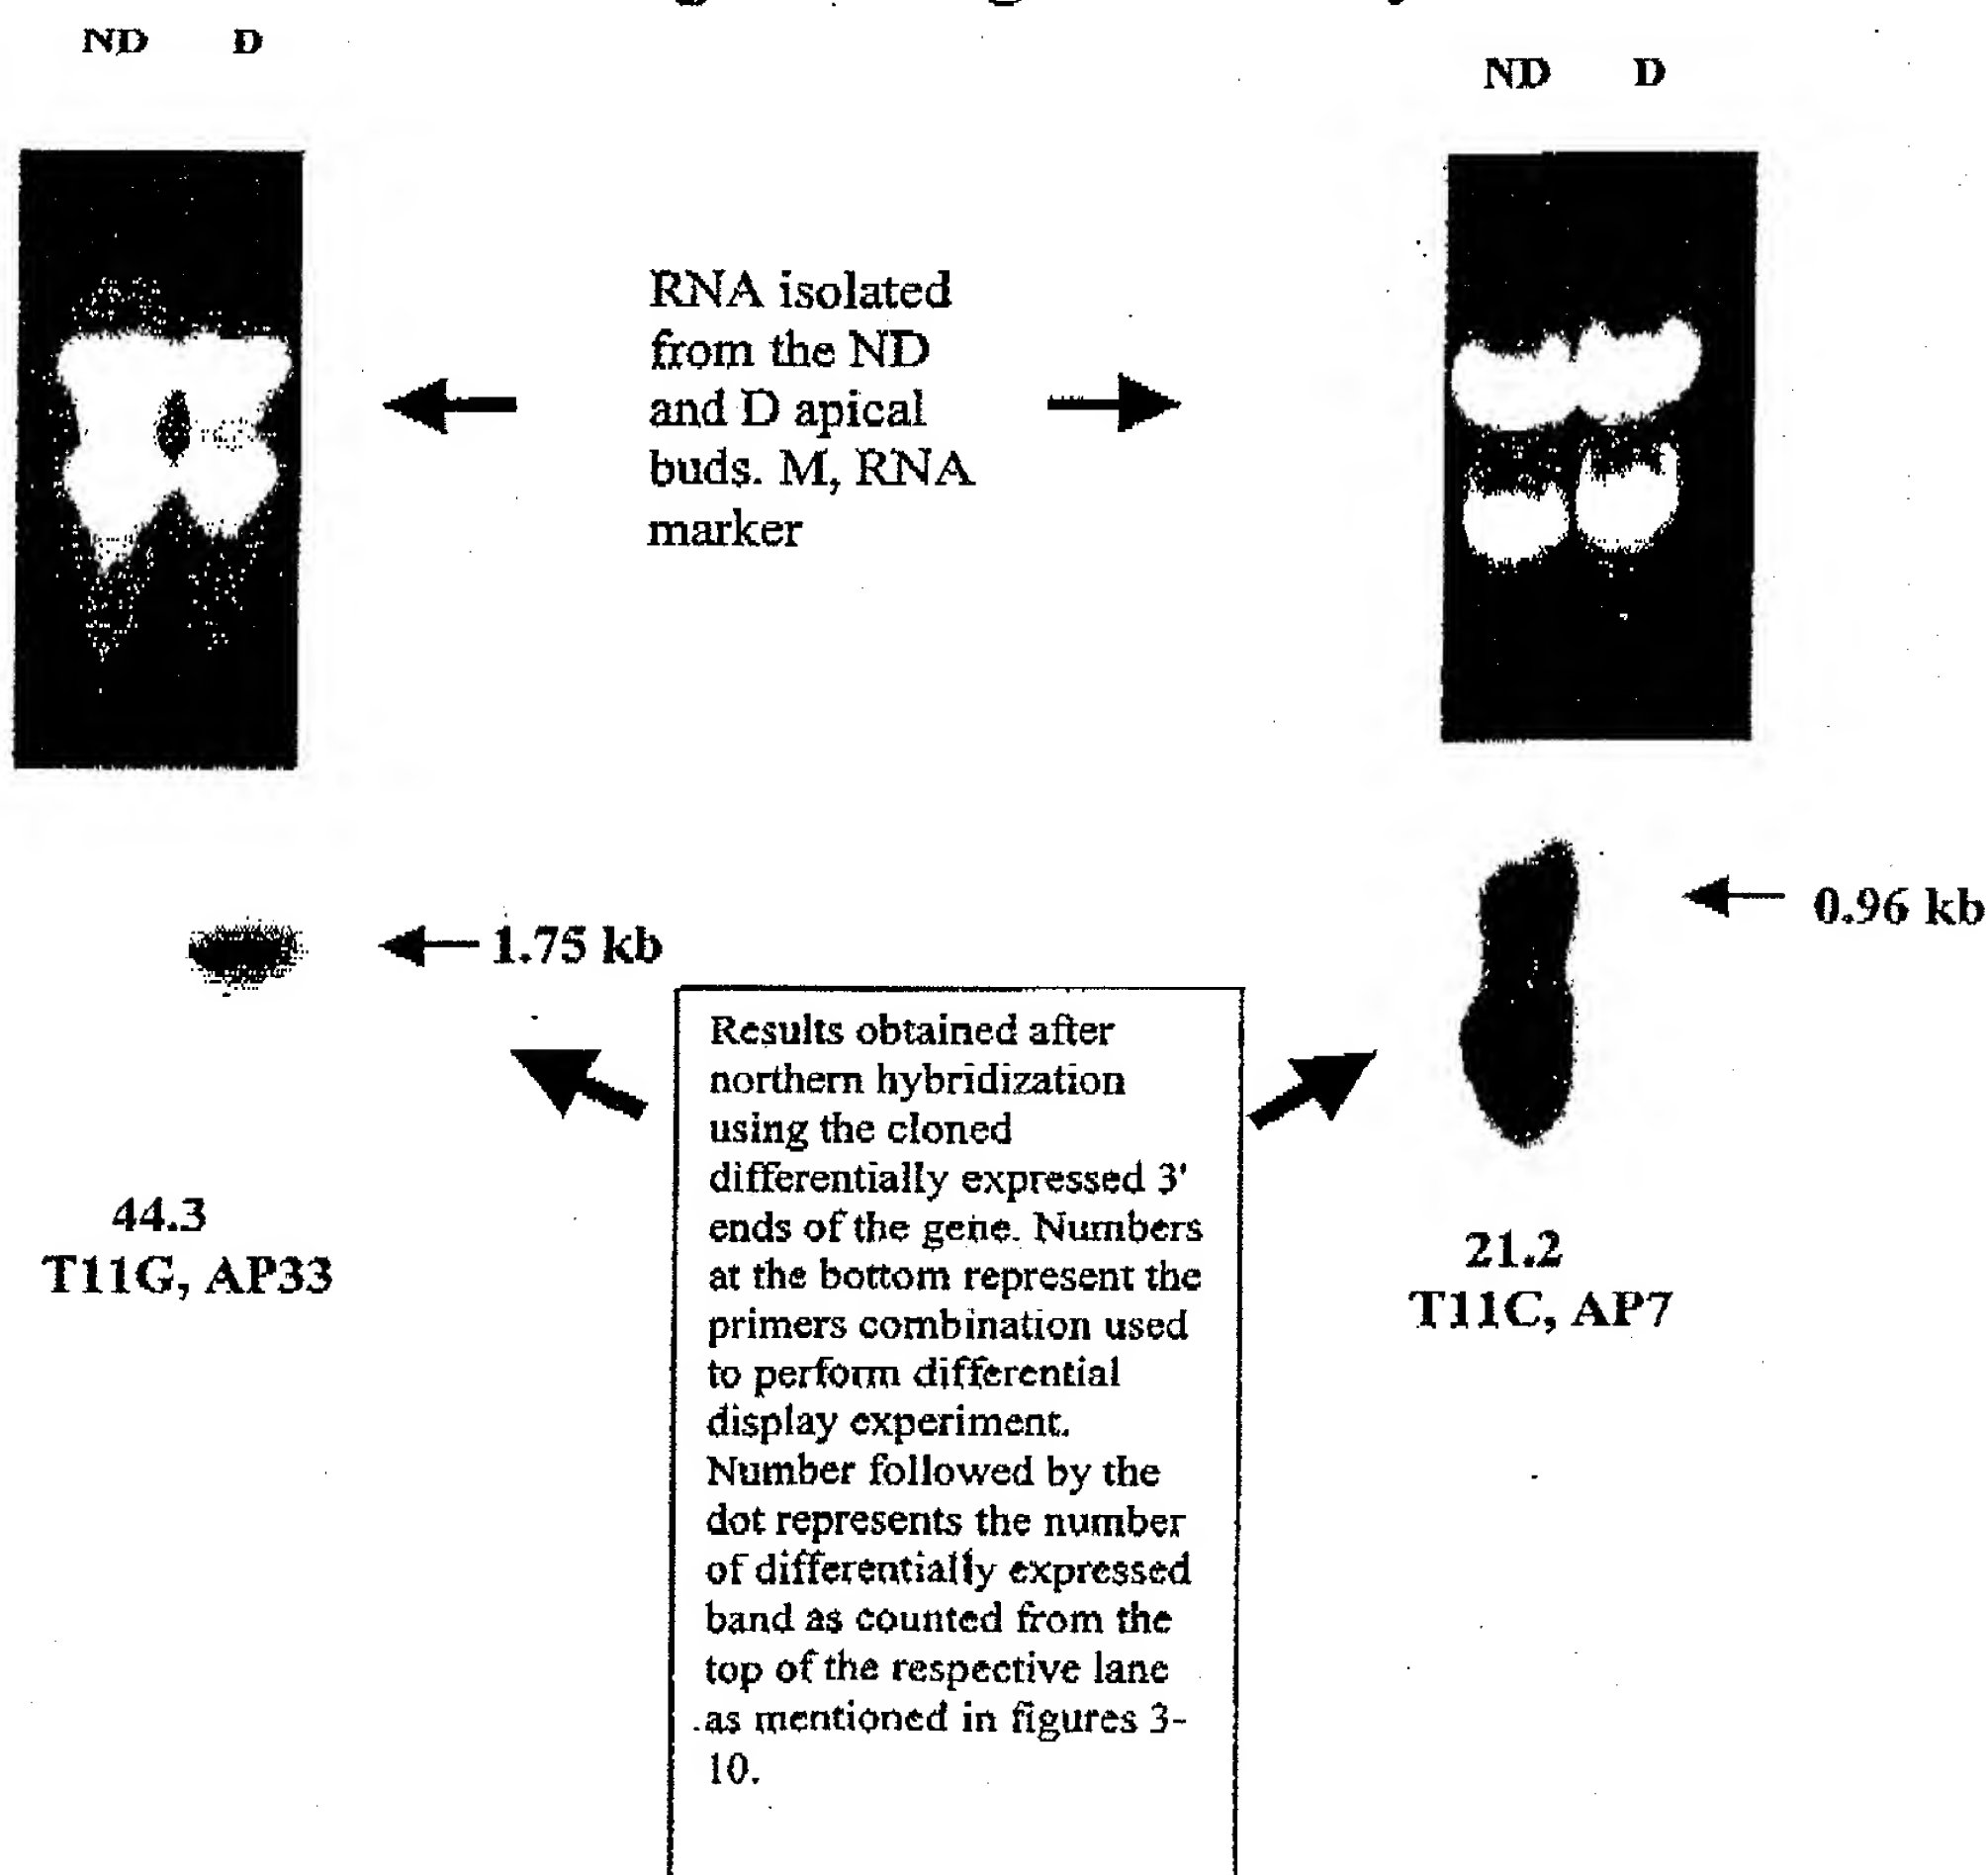 ND D
ND D
RNA isolated
from the ND
and D apical
buds. M, RNA
marker
1.75 kb
0.96 kb
Results obtained after
northern hybridization
using the cloned
differentially expressed 3'
ends of the gene. Numbers
at the bottom represent the
primers combination used
to perform differential
display experiment.
Number followed by the
dot represents the number
of differentially expressed
band as counted from the
top of the respective lane
as mentioned in figures 3-
10.
44.3
T11G, AP33
21.2
T11C, AP7